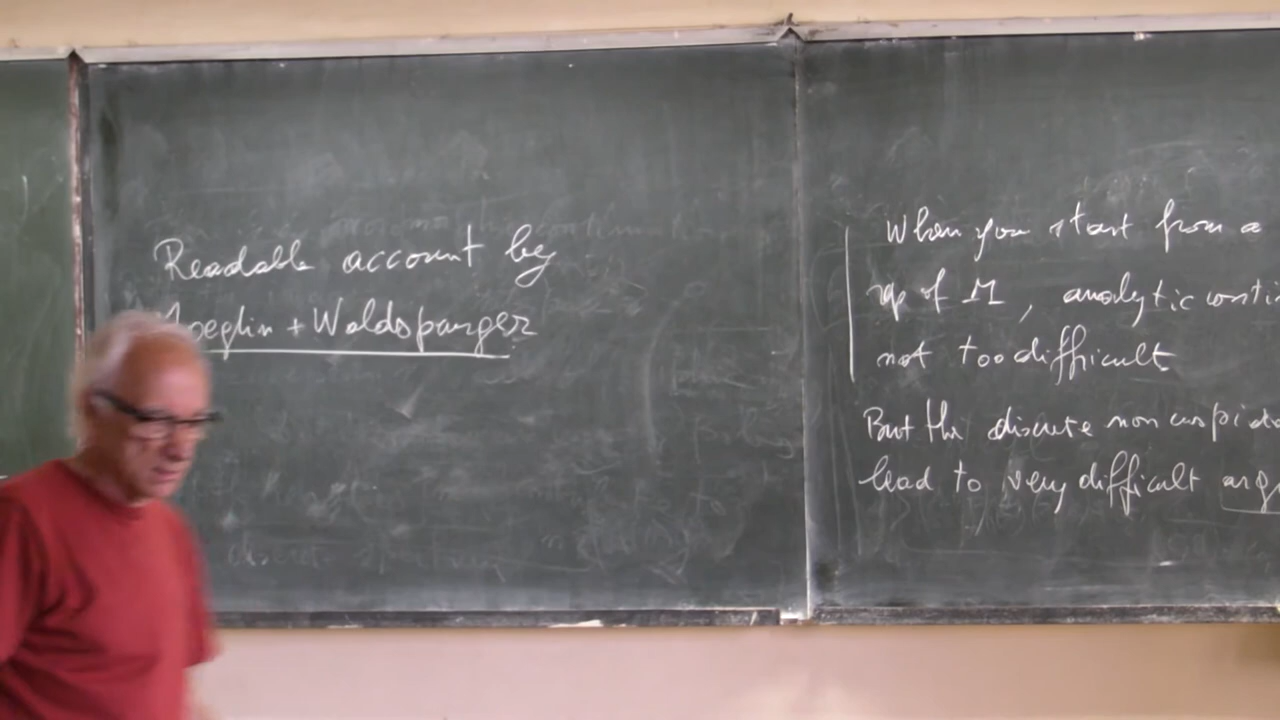 Readable account by
Moeglin + Waldspurger
When you start from a
rep of M, analytic conti
not too difficult
But the discrete non cuspida
lead to very difficult arg